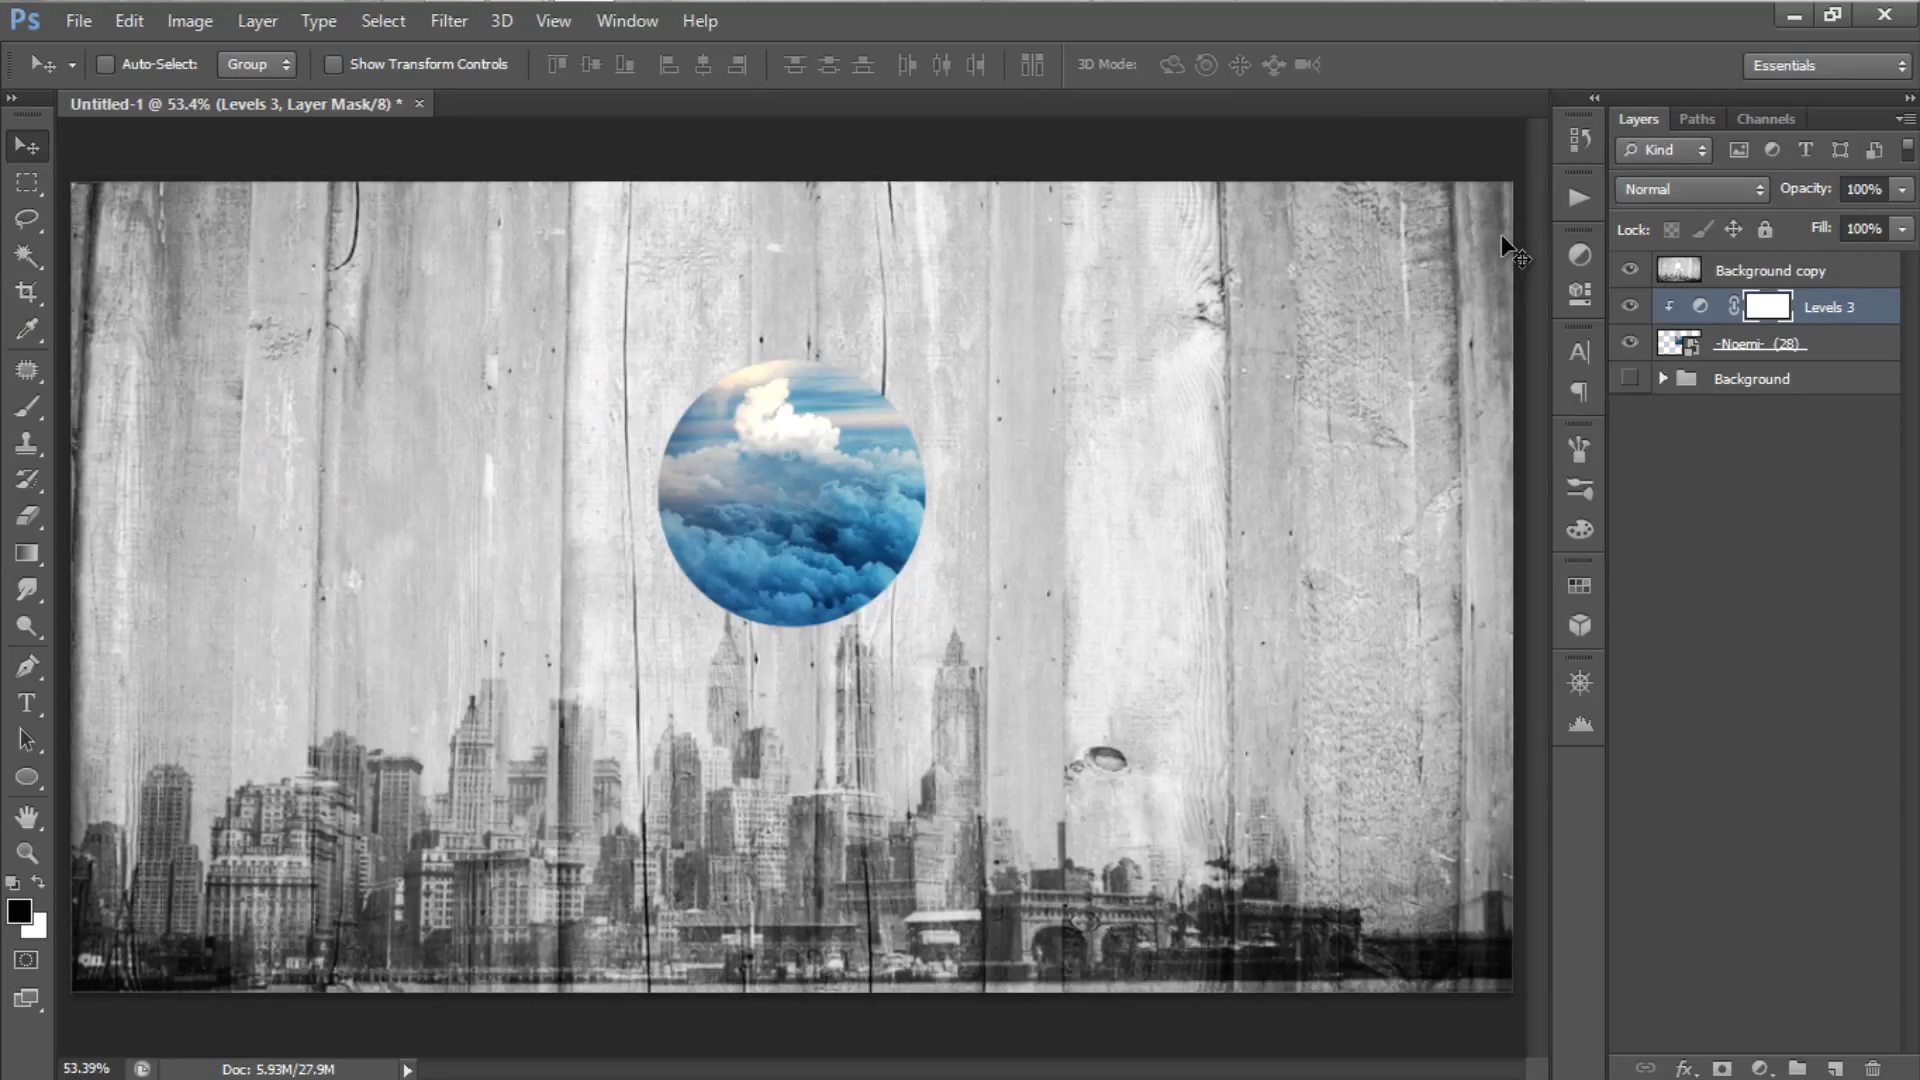 Ps File Edit Image Layer Type Select Filter 3D View Window Help
Auto-Select: Group Show Transform Controls 3D Mode: Essentials
Untitled-1 @ 53.4% (Levels 3, Layer Mask/8) * ×
Layers Paths Channels
Kind
Normal Opacity: 100%
Lock: Fill: 100%
Background copy
Levels 3
-Noemi- (28)
Background
53.39% Doc: 5.93M/27.9M